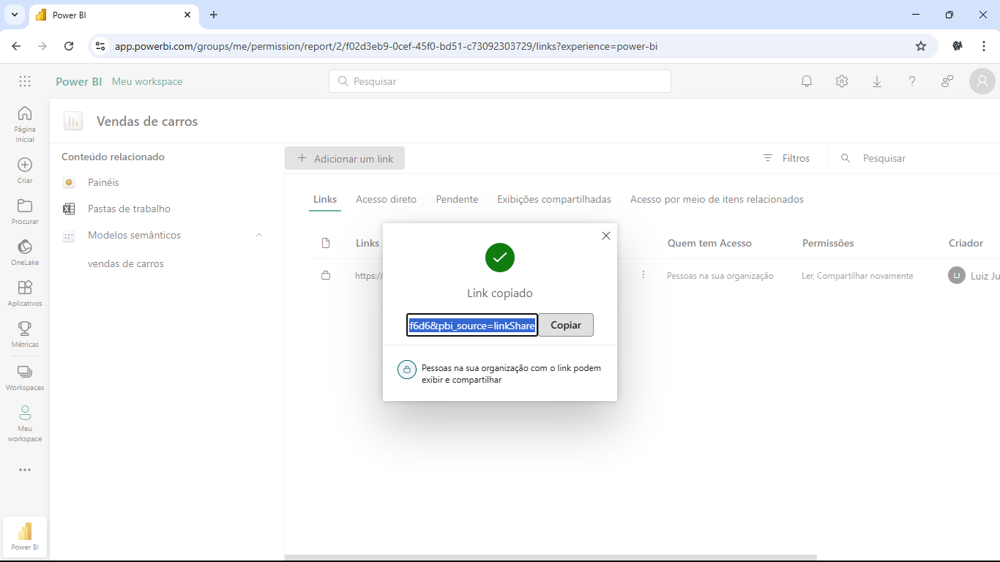 Power BI
app.powerbi.com/groups/me/permission/report/2/f02d3eb9-0cef-45f0-bd51-c73092303729/links?experience=power-bi
Power BI Meu workspace
Pesquisar
Página
Inicial
Criar
Procurar
OneLake
Aplicativos
Métricas
Workspaces
Meu
workspace
Power BI
Vendas de carros
Conteúdo relacionado
Painéis
Pastas de trabalho
Modelos semânticos
vendas de carros
Adicionar um link
Filtros
Pesquisar
Links
Acesso direto
Pendente
Exibições compartilhadas
Acesso por meio de itens relacionados
Links
Quem tem Acesso
Permissões
Criador
https://
Pessoas na sua organização
Ler, Compartilhar novamente
LJ
Luiz Ju
Link copiado
f6d6&pbi_source=linkShare
Copiar
Pessoas na sua organização com o link podem
exibir e compartilhar